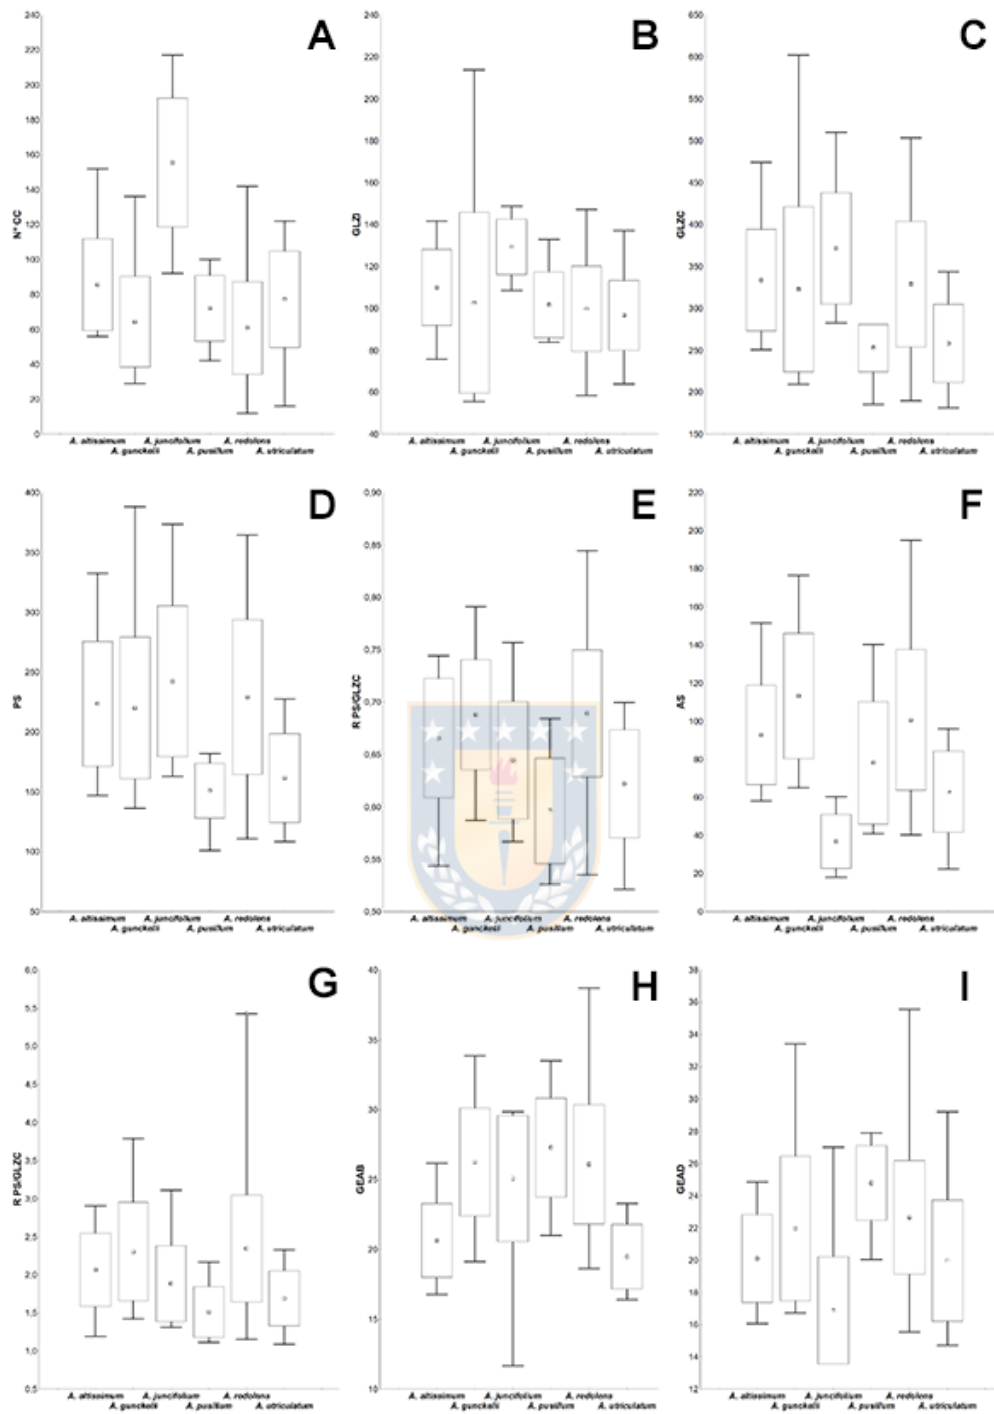 A
N° CC
240
220
200
180
160
140
120
100
80
60
40
20
0
A. altissimum A. juncifolium A. redolens
A. gunckelii A. pusillum A. utriculatum
B
GLZI
240
220
200
180
160
140
120
100
80
60
40
A. altissimum A. juncifolium A. redolens
A. gunckelii A. pusillum A. utriculatum
C
GLZC
650
600
550
500
450
400
350
300
250
200
150
A. altissimum A. juncifolium A. redolens
A. gunckelii A. pusillum A. utriculatum
D
PS
400
350
300
250
200
150
100
50
A. altissimum A. juncifolium A. redolens
A. gunckelii A. pusillum A. utriculatum
E
R PS/GLZC
0,90
0,85
0,80
0,75
0,70
0,65
0,60
0,55
0,50
A. altissimum A. juncifolium A. redolens
A. gunckelii A. pusillum A. utriculatum
F
AS
220
200
180
160
140
120
100
80
60
40
20
0
A. altissimum A. juncifolium A. redolens
A. gunckelii A. pusillum A. utriculatum
G
R PS/GLZC
6,0
5,5
5,0
4,5
4,0
3,5
3,0
2,5
2,0
1,5
1,0
0,5
A. altissimum A. juncifolium A. redolens
A. gunckelii A. pusillum A. utriculatum
H
GEAB
40
35
30
25
20
15
10
A. altissimum A. juncifolium A. redolens
A. gunckelii A. pusillum A. utriculatum
I
GEAD
38
36
34
32
30
28
26
24
22
20
18
16
14
12
A. altissimum A. juncifolium A. redolens
A. gunckelii A. pusillum A. utriculatum